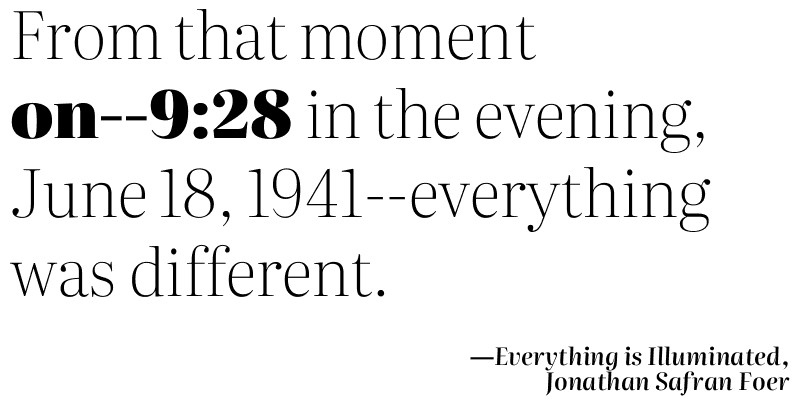 From that moment
on--9:28 in the evening,
June 18, 1941--everything
was different.
—Everything is Illuminated,
Jonathan Safran Foer